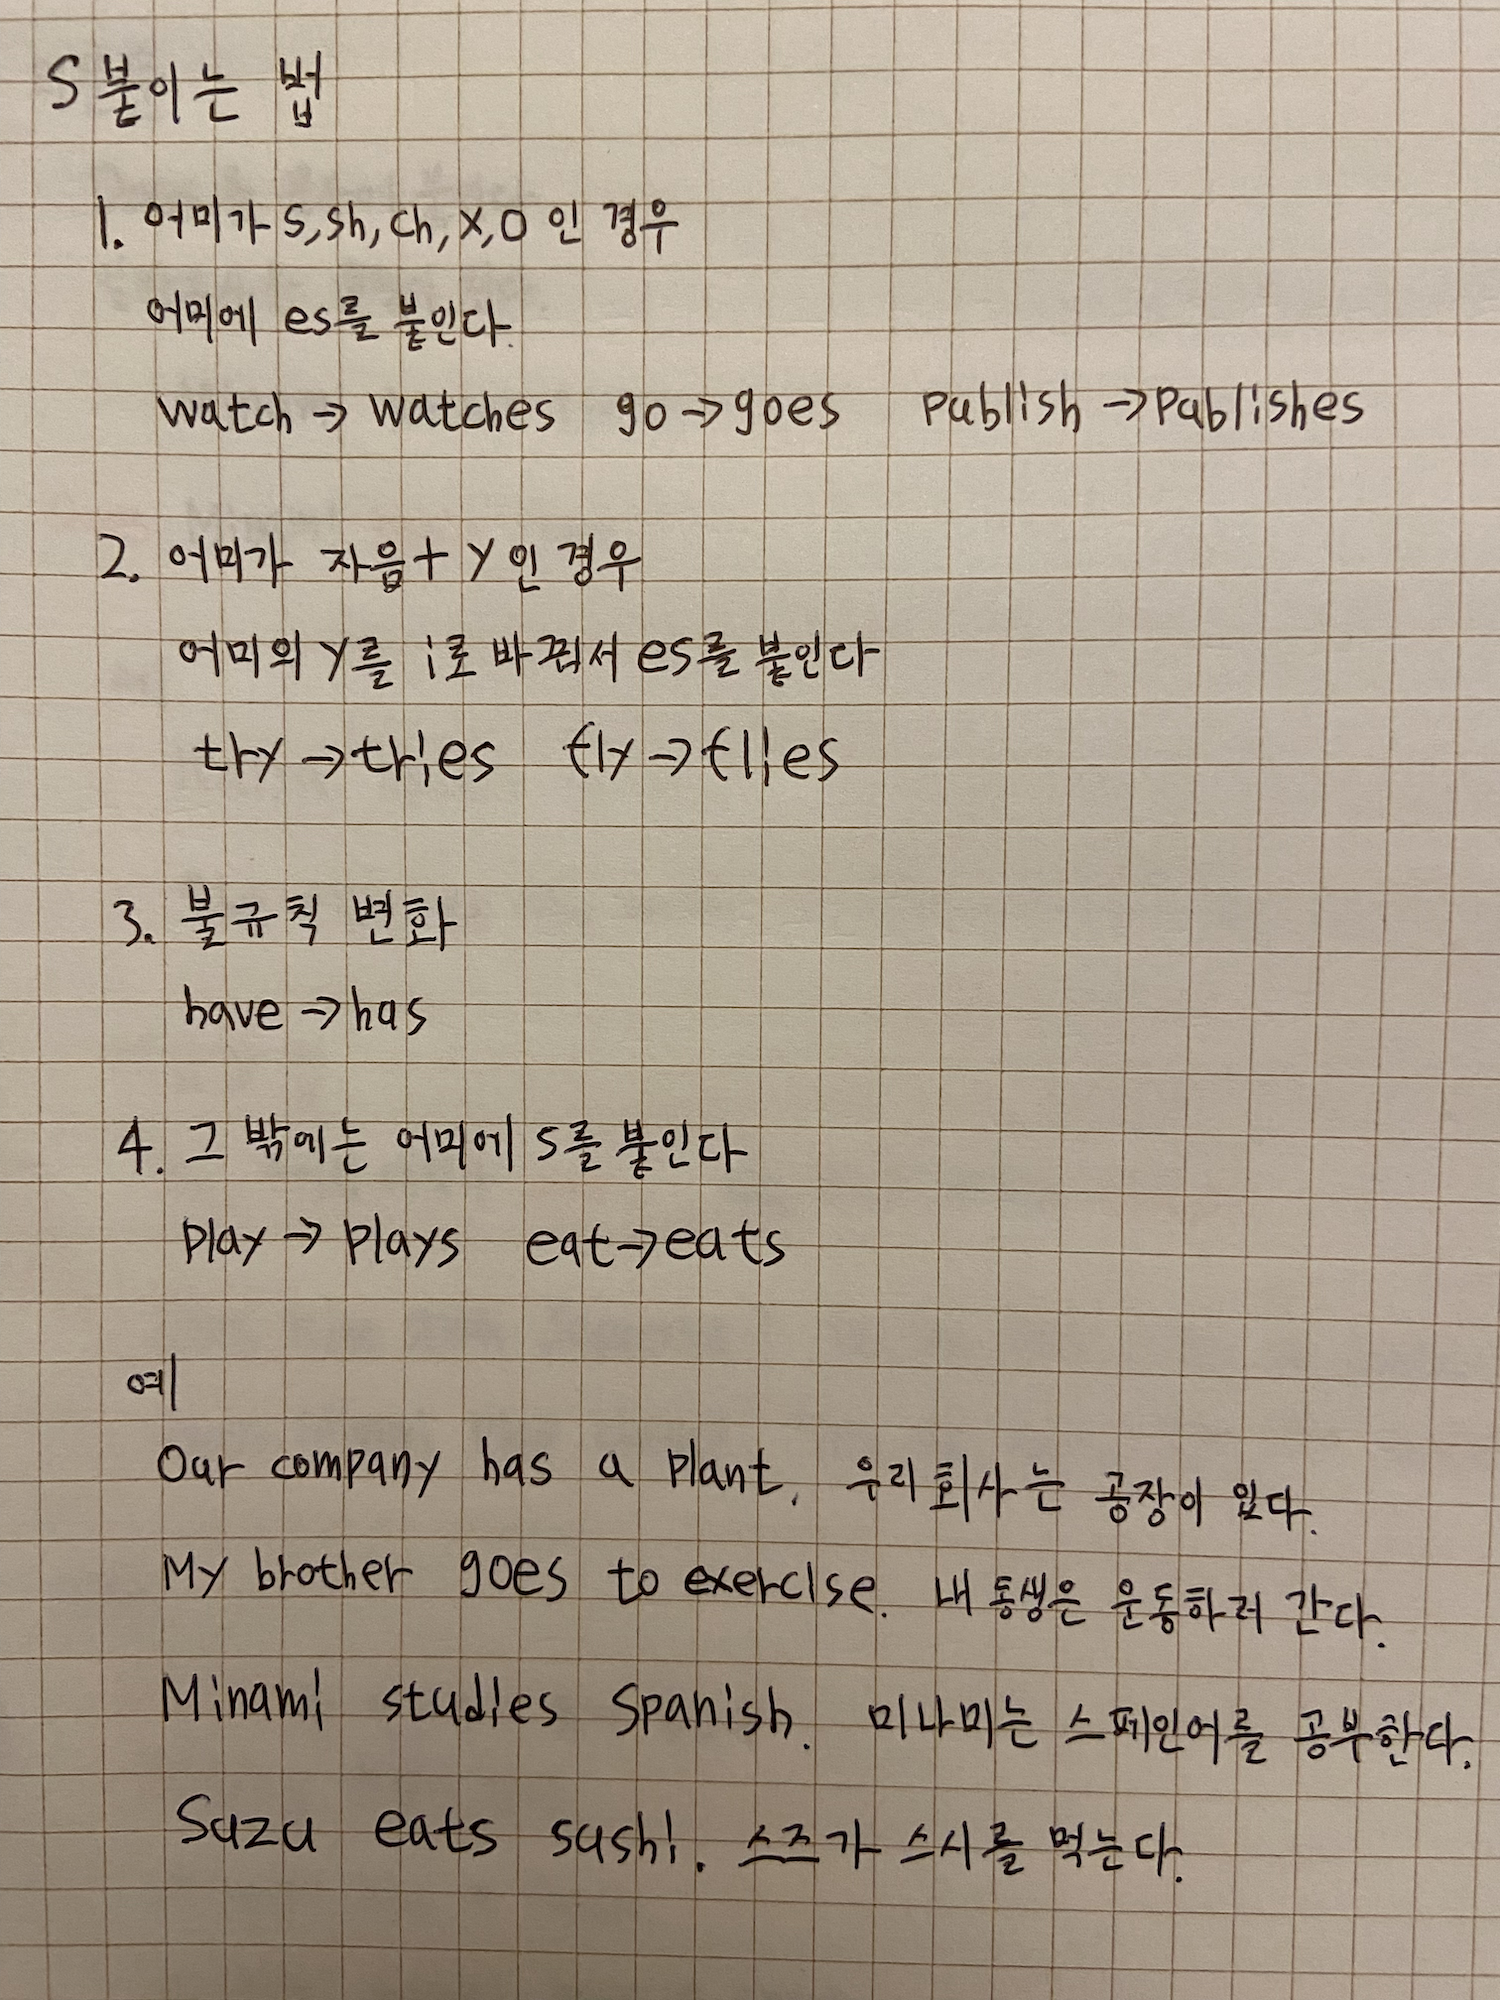 S붙이는 법
1. 어미가 s, sh, ch, x, o 인 경우
어미에 es를 붙인다.
watch → watches go → goes publish → publishes
2. 어미가 자음 + y 인 경우
어미의 y를 i로 바꿔서 es를 붙인다
try → tries fly → flies
3. 불규칙 변화
have → has
4. 그 밖에는 어미에 s를 붙인다
play → plays eat → eats
예
Our company has a plant. 우리 회사는 공장이 있다.
My brother goes to exercise. 내 동생은 운동하러 간다.
Minami studies Spanish. 미나미는 스페인어를 공부한다.
Suzu eats sushi. 스즈가 스시를 먹는다.